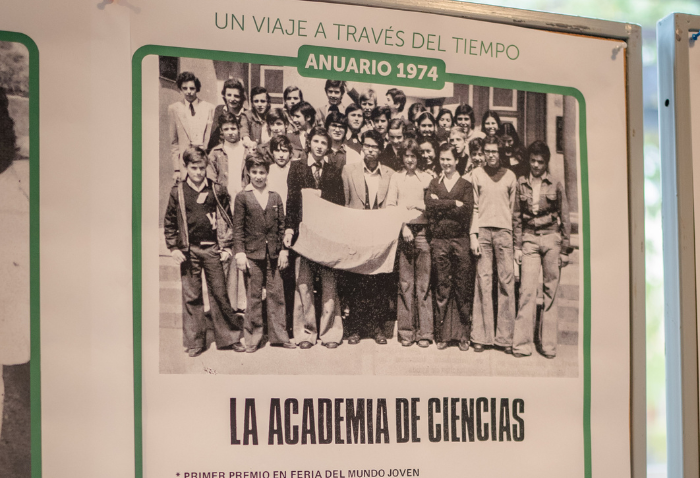 UN VIAJE A TRAVÉS DEL TIEMPO
ANUARIO 1974
LA ACADEMIA DE CIENCIAS
* PRIMER PREMIO EN FERIA DEL MUNDO JOVEN